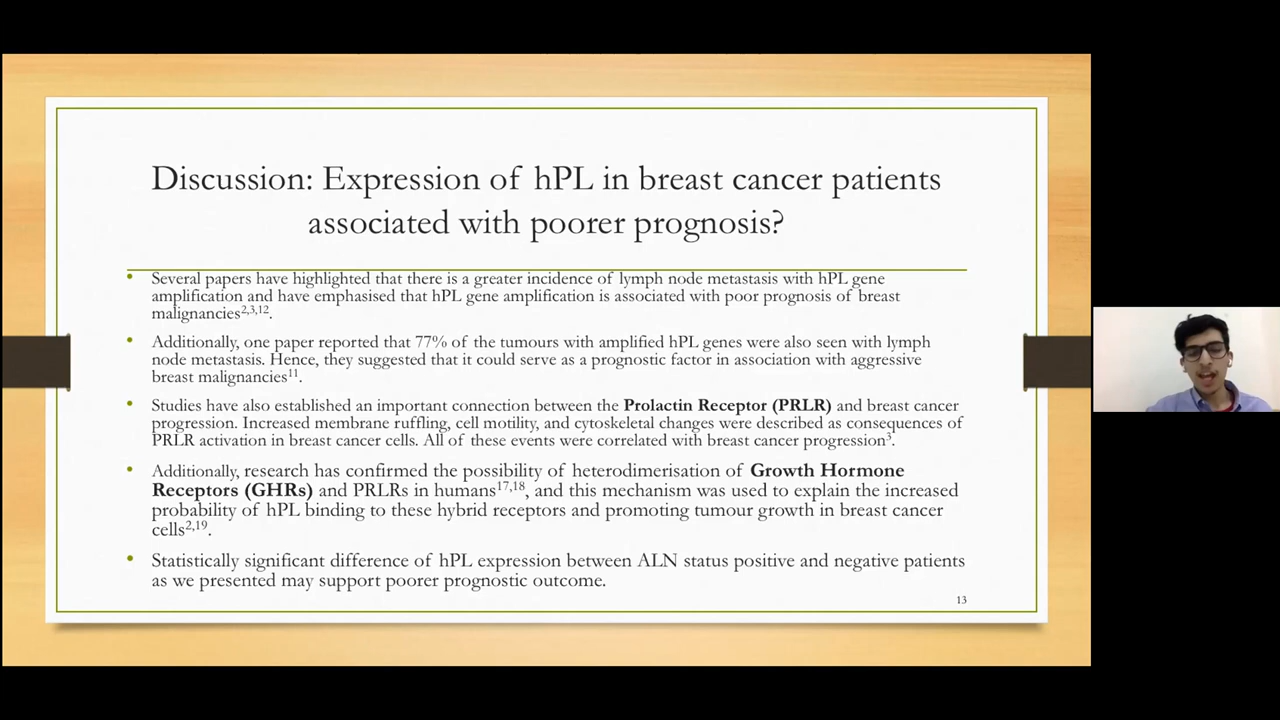 Discussion: Expression of hPL in breast cancer patients
associated with poorer prognosis?
• Several papers have highlighted that there is a greater incidence of lymph node metastasis with hPL gene
amplification and have emphasised that hPL gene amplification is associated with poor prognosis of breast
malignancies2,3,12.
• Additionally, one paper reported that 77% of the tumours with amplified hPL genes were also seen with lymph
node metastasis. Hence, they suggested that it could serve as a prognostic factor in association with aggressive
breast malignancies11.
• Studies have also established an important connection between the Prolactin Receptor (PRLR) and breast cancer
progression. Increased membrane ruffling, cell motility, and cytoskeletal changes were described as consequences of
PRLR activation in breast cancer cells. All of these events were correlated with breast cancer progression3.
• Additionally, research has confirmed the possibility of heterodimerisation of Growth Hormone
Receptors (GHRs) and PRLRs in humans17,18, and this mechanism was used to explain the increased
probability of hPL binding to these hybrid receptors and promoting tumour growth in breast cancer
cells2,19.
• Statistically significant difference of hPL expression between ALN status positive and negative patients
as we presented may support poorer prognostic outcome.
13